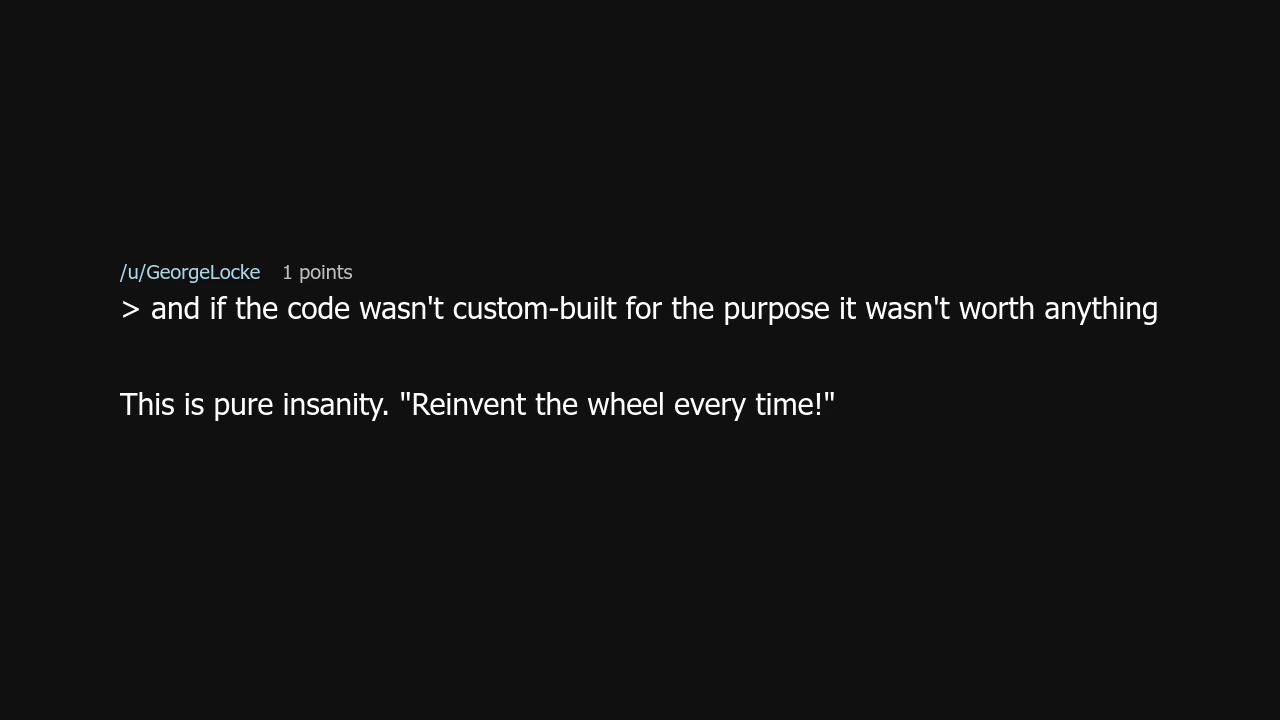 /u/GeorgeLocke 1 points
> and if the code wasn't custom-built for the purpose it wasn't worth anything
This is pure insanity. "Reinvent the wheel every time!"